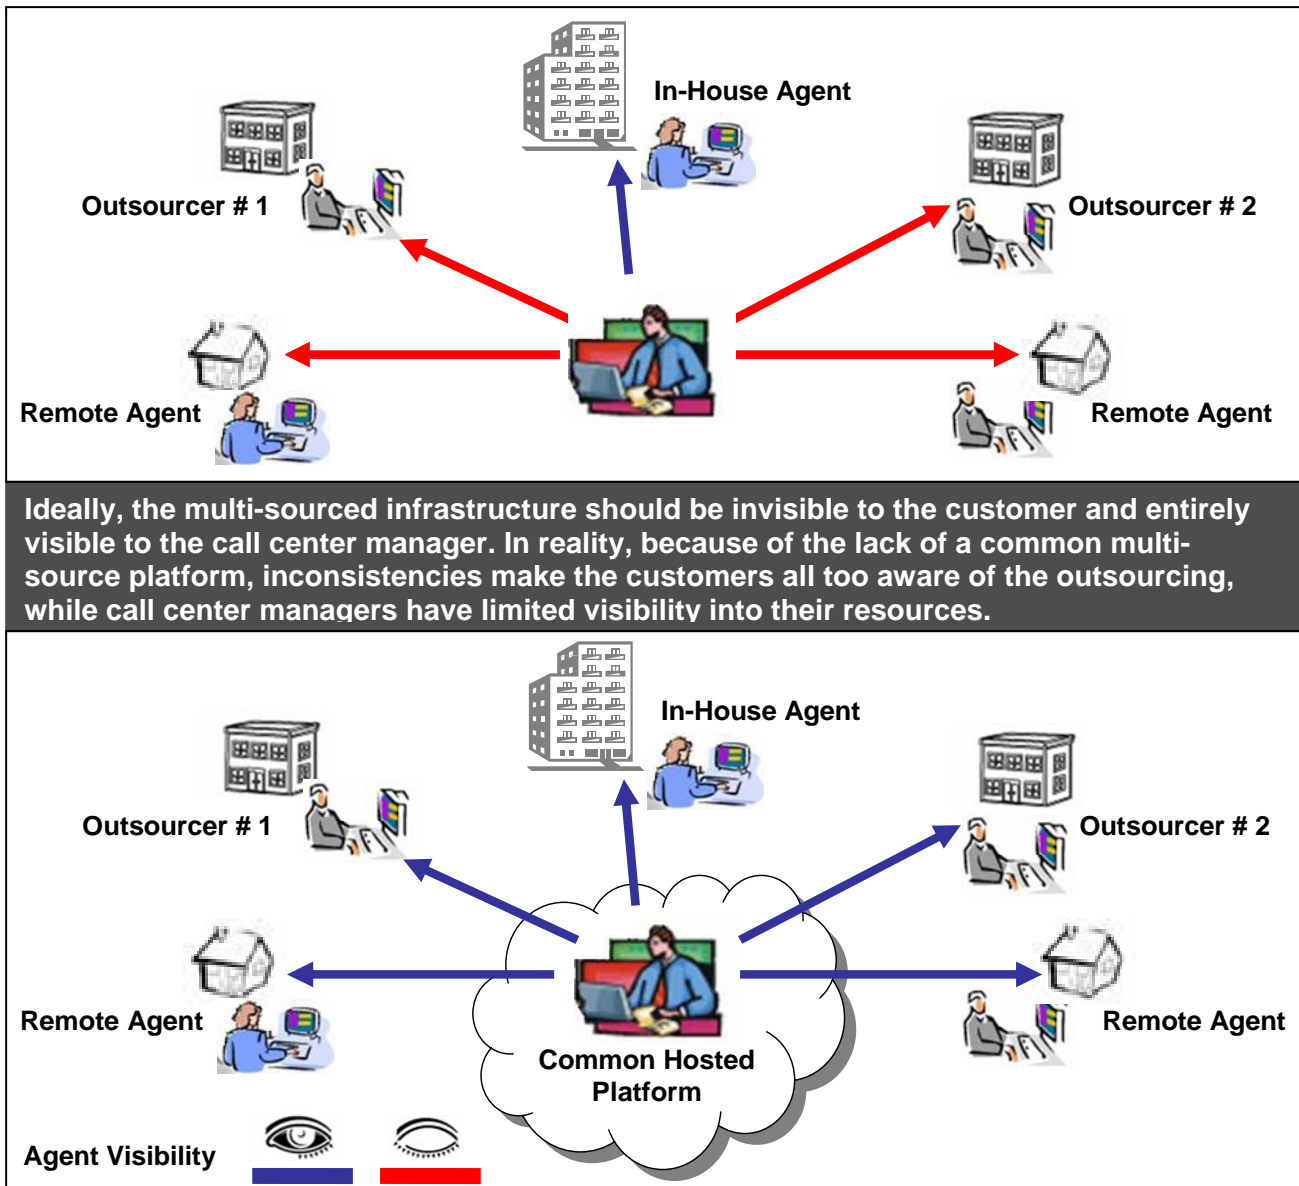 In-House Agent
Outsourcer # 1
Outsourcer # 2
Remote Agent
Remote Agent
Ideally, the multi-sourced infrastructure should be invisible to the customer and entirely
visible to the call center manager. In reality, because of the lack of a common multi-
source platform, inconsistencies make the customers all too aware of the outsourcing,
while call center managers have limited visibility into their resources.
In-House Agent
Outsourcer # 1
Outsourcer # 2
Remote Agent
Remote Agent
Common Hosted
Platform
Agent Visibility